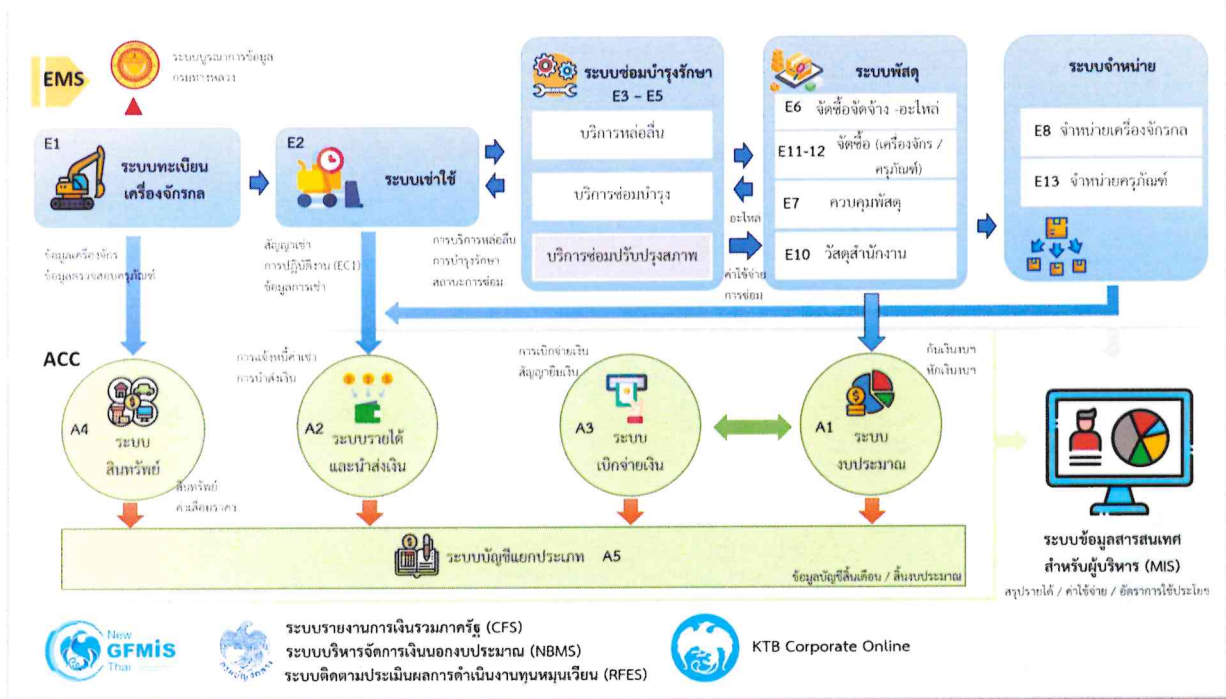 EMS
ระบบบูรณาการข้อมูล
กรมทางหลวง
E1
ระบบทะเบียน
เครื่องจักรกล
E2
ระบบเช่าใช้
ระบบซ่อมบำรุงรักษา
E3 – E5
บริการหล่อลื่น
บริการซ่อมบำรุง
บริการซ่อมปรับปรุงสภาพ
ระบบพัสดุ
E6 จัดซื้อจัดจ้าง -อะไหล่
E11-12 จัดซื้อ (เครื่องจักร /
ครุภัณฑ์)
E7 ควบคุมพัสดุ
E10 วัสดุสำนักงาน
ระบบจำหน่าย
E8 จำหน่ายเครื่องจักรกล
E13 จำหน่ายครุภัณฑ์
ข้อมูลเครื่องจักร
ข้อมูลตรวจสอบครุภัณฑ์
สัญญาเช่า
การปฏิบัติงาน (EC1)
ข้อมูลการเช่า
การบริการหล่อลื่น
การบำรุงรักษา
สถานะการซ่อม
อะไหล่
ค่าใช้จ่าย
การซ่อม
ACC
การแจ้งหนี้ค่าเช่า
การนำส่งเงิน
การเบิกจ่ายเงิน
สัญญายืมเงิน
กันเงินงบฯ
หักเงินงบฯ
A4
ระบบ
สินทรัพย์
A2
ระบบรายได้
และนำส่งเงิน
A3
ระบบ
เบิกจ่ายเงิน
A1
ระบบ
งบประมาณ
สินทรัพย์
ค่าเสื่อมราคา
ระบบบัญชีแยกประเภท A5
ข้อมูลบัญชีสิ้นเดือน / สิ้นงบประมาณ
ระบบข้อมูลสารสนเทศ
สำหรับผู้บริหาร (MIS)
สรุปรายได้ / ค่าใช้จ่าย / อัตราการใช้ประโยช
New
GFMiS
Thai
กรมบัญชีกลาง
ระบบรายงานการเงินรวมภาครัฐ (CFS)
ระบบบริหารจัดการเงินนอกงบประมาณ (NBMS)
ระบบติดตามประเมินผลการดำเนินงานทุนหมุนเวียน (RFES)
KTB Corporate Online